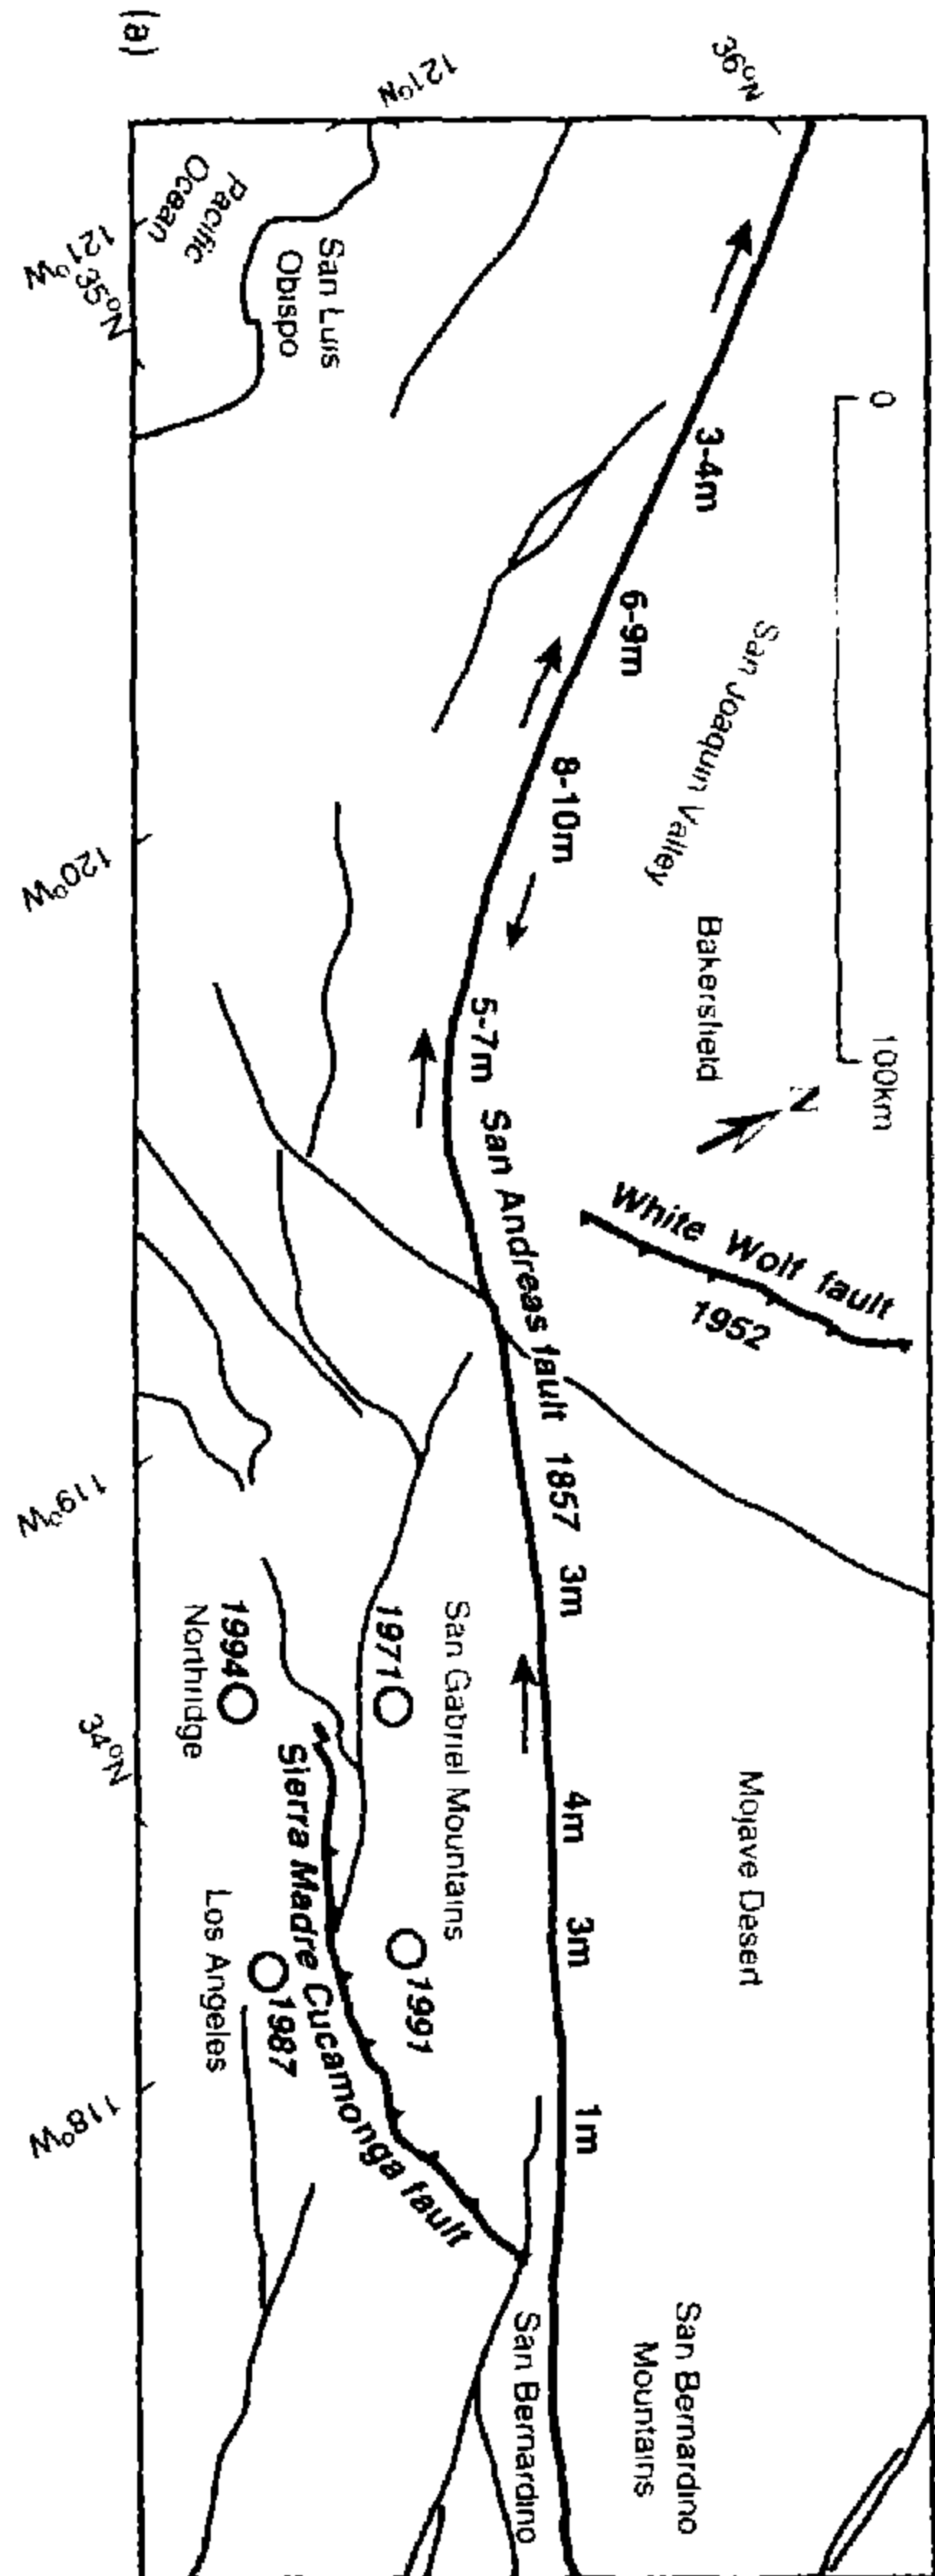 (a)
36°N
121°N
Pacific
Ocean
121°W
35°N
San Luis
Obispo
0
100km
3-4m
6-9m
8-10m
5-7m
San Joaquin Valley
Bakersfield
N
White Wolf fault
1952
San Andreas fault 1857
3m
4m
3m
1m
120°W
119°W
34°N
118°W
1971
San Gabriel Mountains
1994
Northridge
Sierra Madre Cucamonga fault
1991
1987
Los Angeles
Mojave Desert
San Bernardino
Mountains
San Bernardino